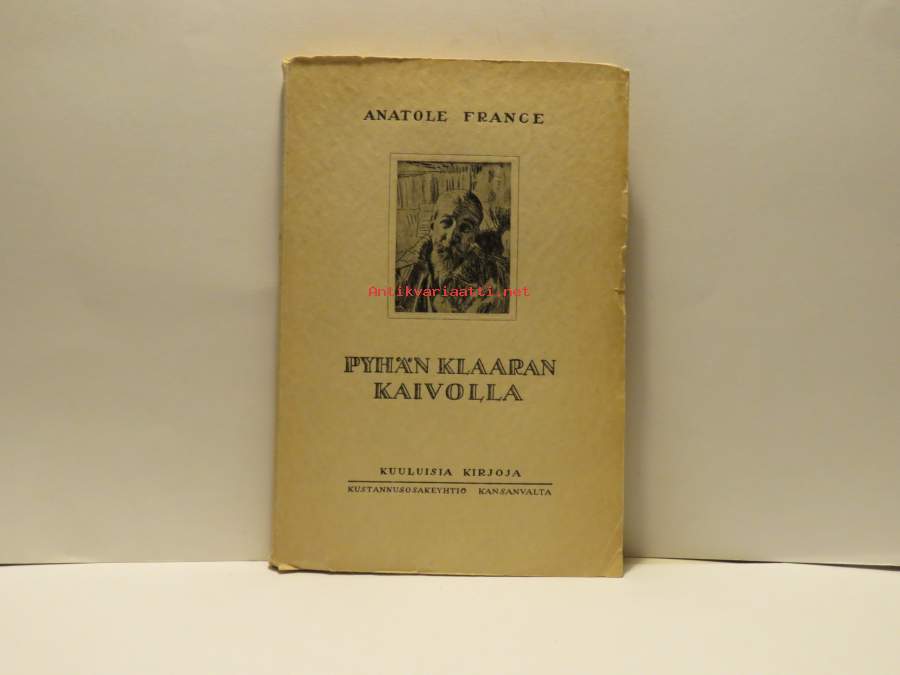 ANATOLE FRANCE
Antikvariaatti.net
PYHÄN KLAARAN
KAIVOLLA
KUULUISIA KIRJOJA
KUSTANNUSOSAKEYHTIÖ KANSANVALTA